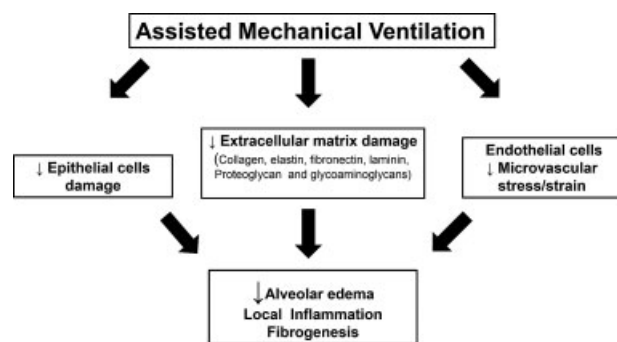 Assisted Mechanical Ventilation
↓ Extracellular matrix damage
(Collagen, elastin, fibronectin, laminin,
Proteoglycan and glycoaminoglycans)
↓ Epithelial cells
damage
Endothelial cells
↓ Microvascular
stress/strain
↓Alveolar edema
Local Inflammation
Fibrogenesis